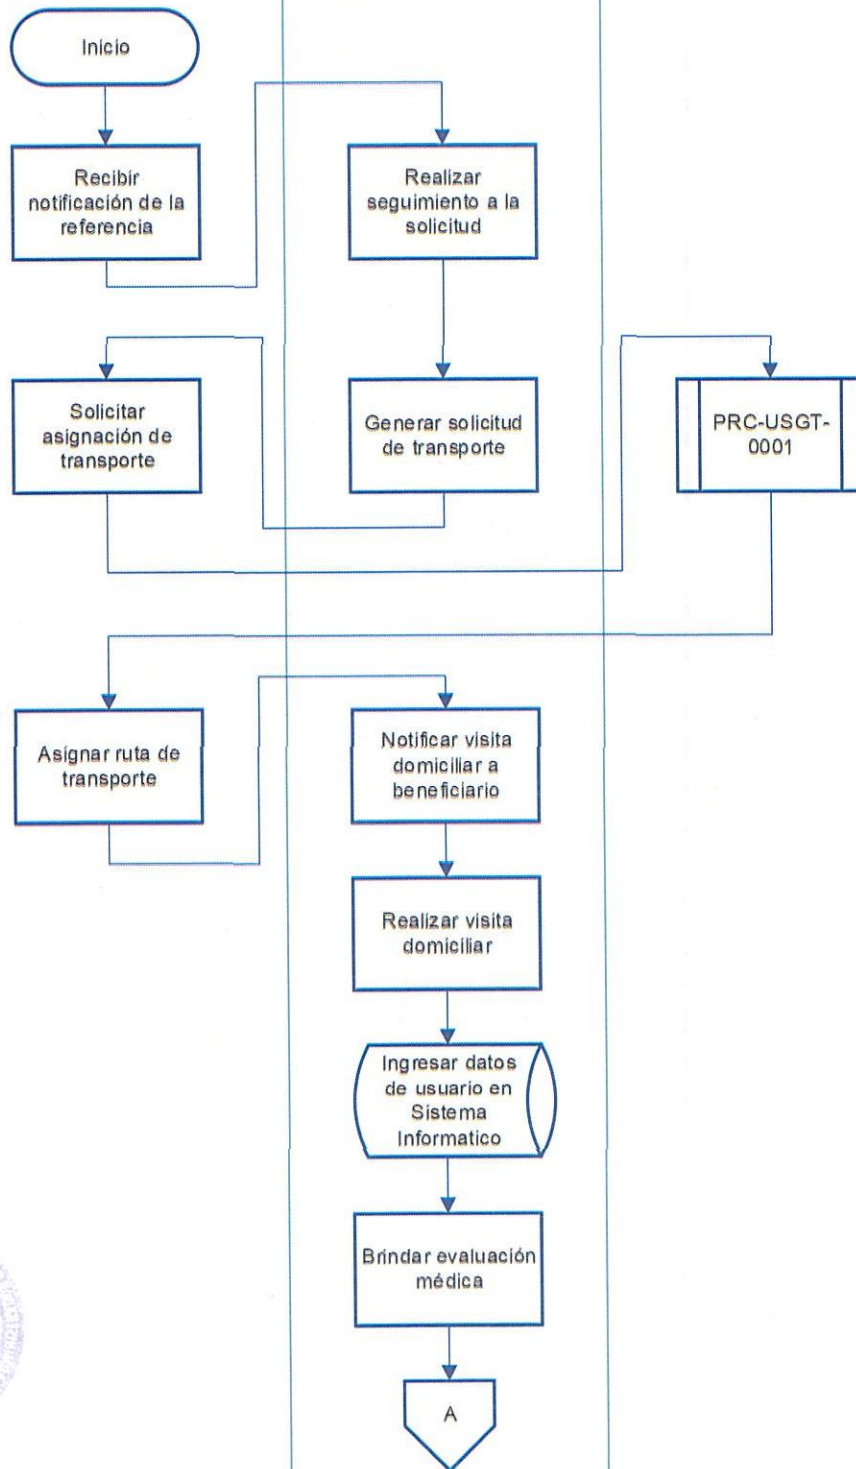 Inicio
Recibir
notificación de la
referencia
Realizar
seguimiento a la
solicitud
Solicitar
asignación de
transporte
Generar solicitud
de transporte
PRC-USGT-
0001
Asignar ruta de
transporte
Notificar visita
domiciliar a
beneficiario
Realizar visita
domiciliar
Ingresar datos
de usuario en
Sistema
Informatico
Brindar evaluación
médica
A